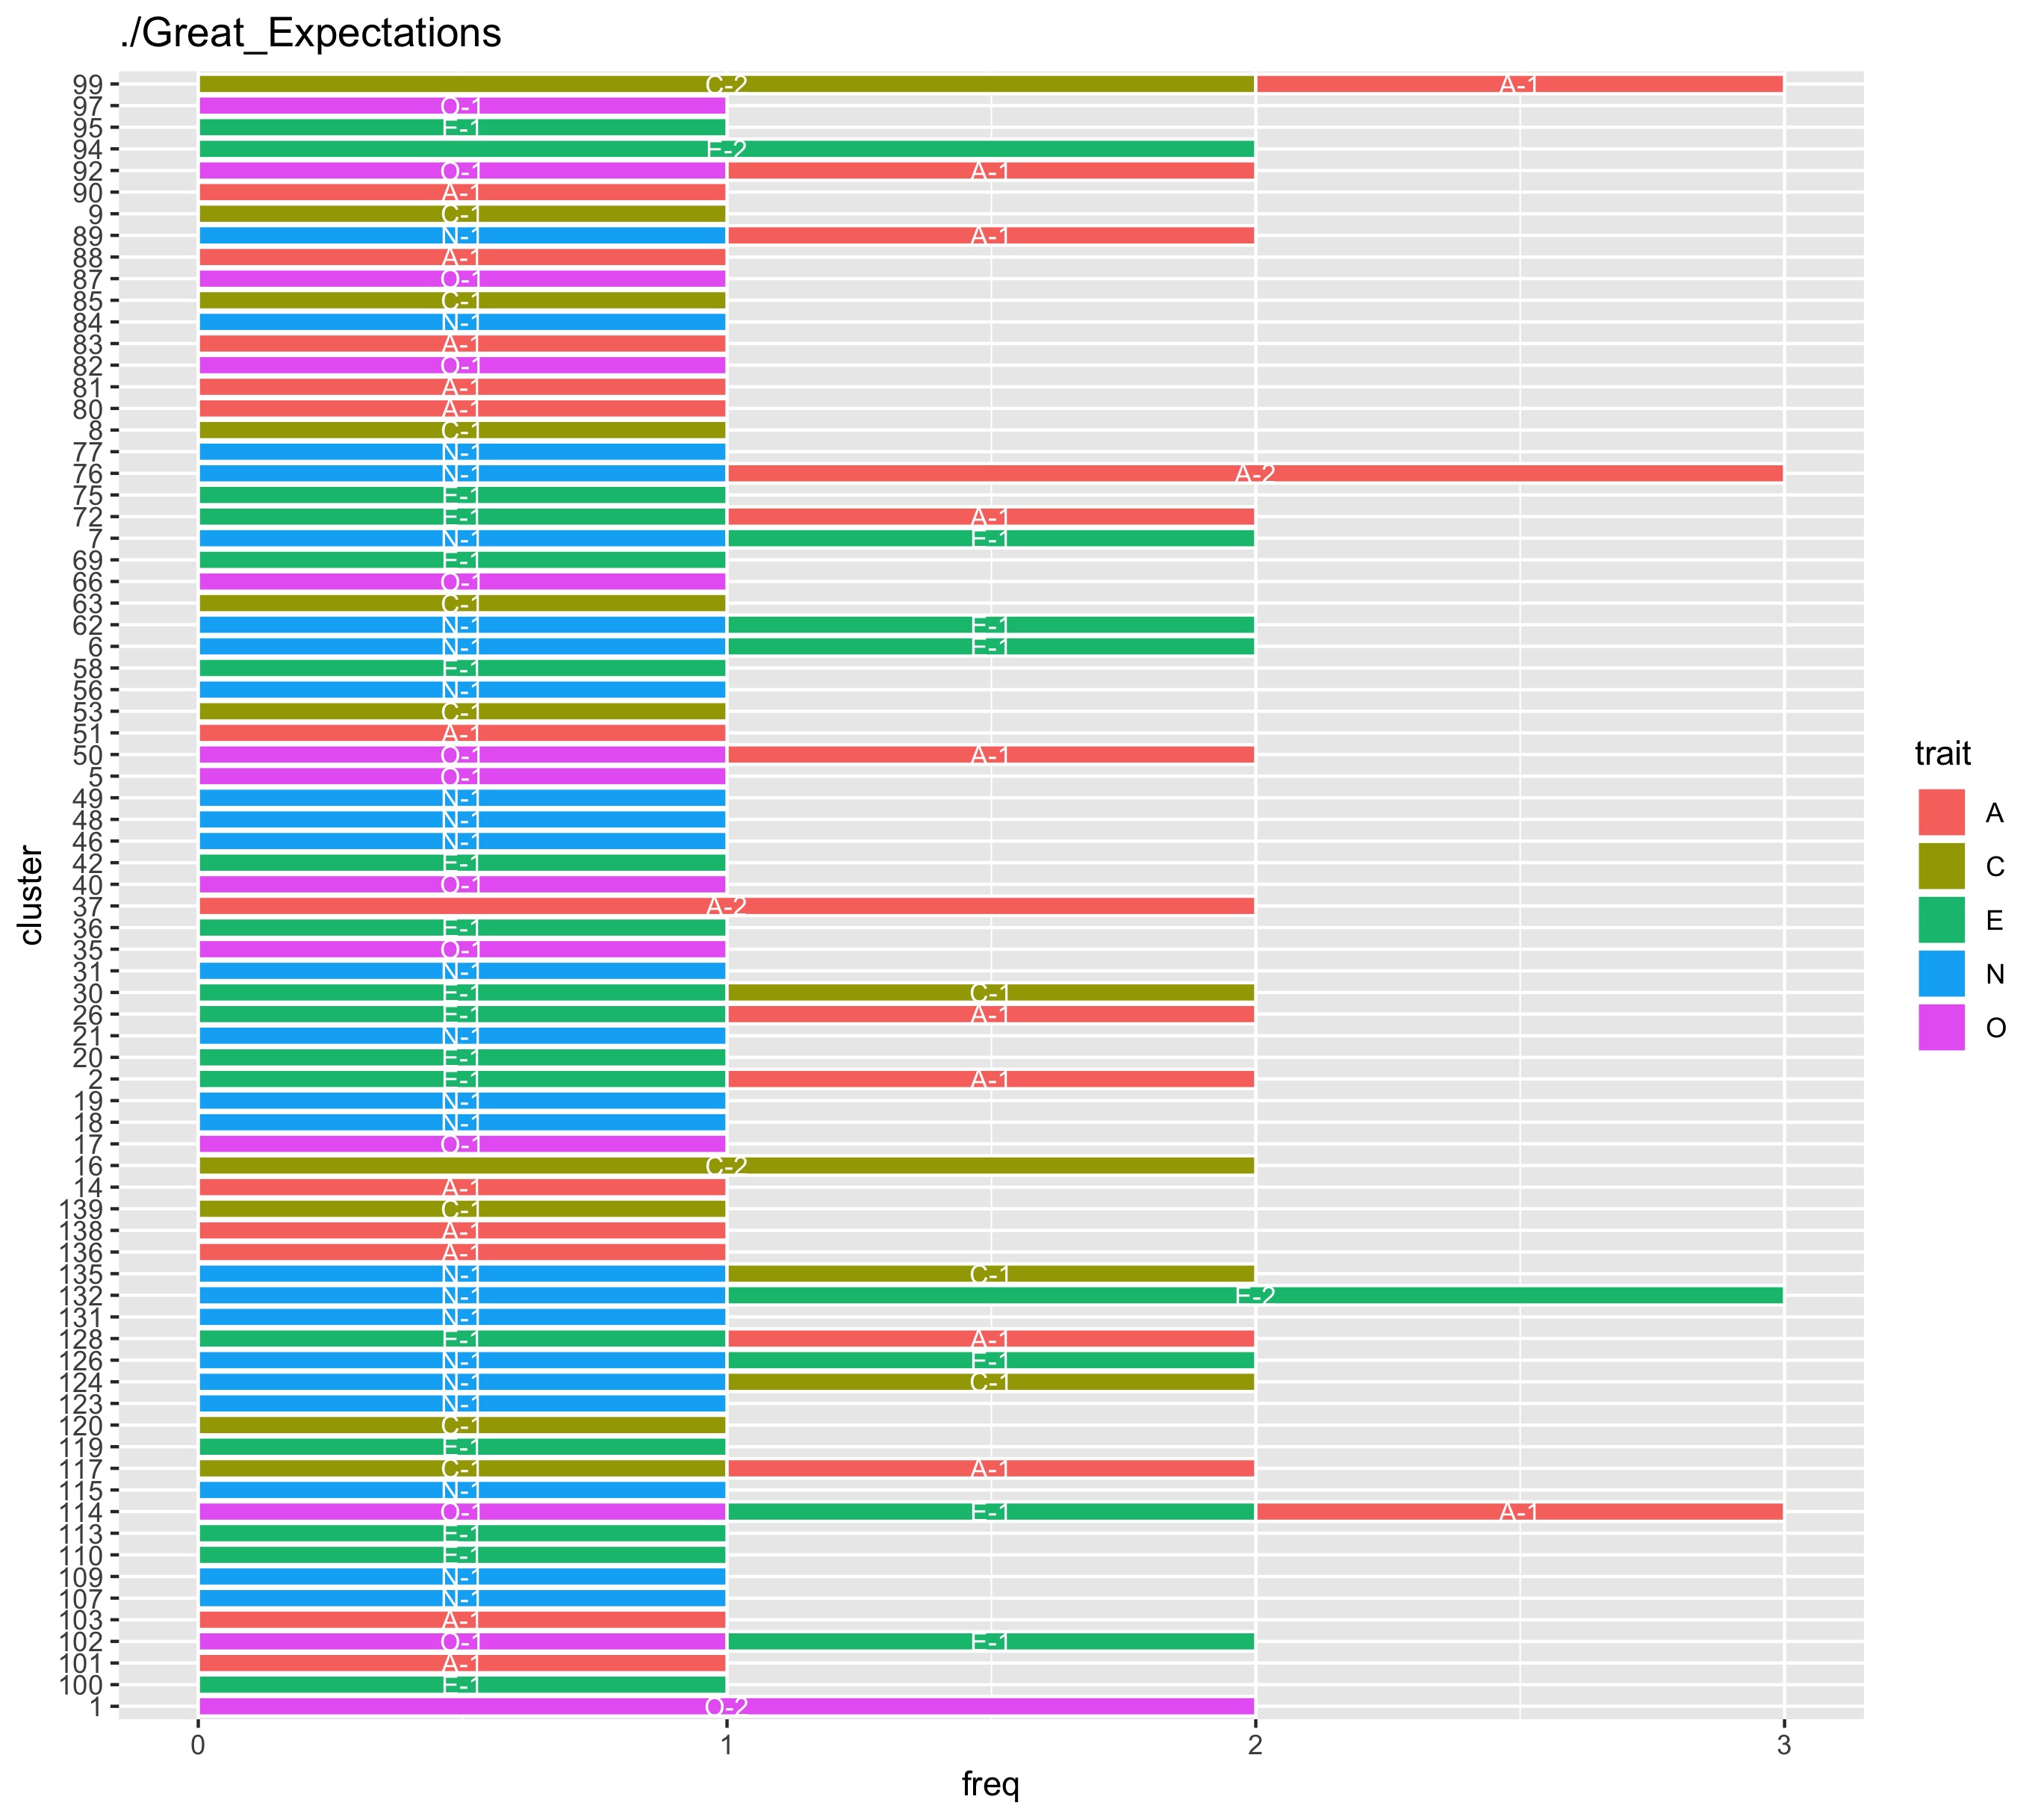 ./Great_Expectations
99 C-2 A-1
97 O-1
95 E-1
94 E-2
92 O-1 A-1
90 A-1
9 C-1
89 N-1 A-1
88 A-1
87 O-1
85 C-1
84 N-1
83 A-1
82 O-1
81 A-1
80 A-1
8 C-1
77 N-1
76 N-1 A-2
75 E-1
72 E-1 A-1
7 N-1 E-1
69 E-1
66 O-1
63 C-1
62 N-1 E-1
6 N-1 E-1
58 E-1
56 N-1
53 C-1
51 A-1
50 O-1 A-1
5 O-1
49 N-1
48 N-1
46 N-1
42 E-1
40 O-1
37 A-2
36 E-1
35 O-1
31 N-1
30 E-1 C-1
26 E-1 A-1
21 N-1
20 E-1
2 E-1 A-1
19 N-1
18 N-1
17 O-1
16 C-2
14 A-1
139 C-1
138 A-1
136 A-1
135 N-1 C-1
132 N-1 E-2
131 N-1
128 E-1 A-1
126 N-1 E-1
124 N-1 C-1
123 N-1
120 C-1
119 E-1
117 C-1 A-1
115 N-1
114 O-1 E-1 A-1
113 E-1
110 E-1
109 N-1
107 N-1
103 A-1
102 O-1 E-1
101 A-1
100 E-1
1 O-2
0 1 2 3
freq
cluster
trait
A
C
E
N
O